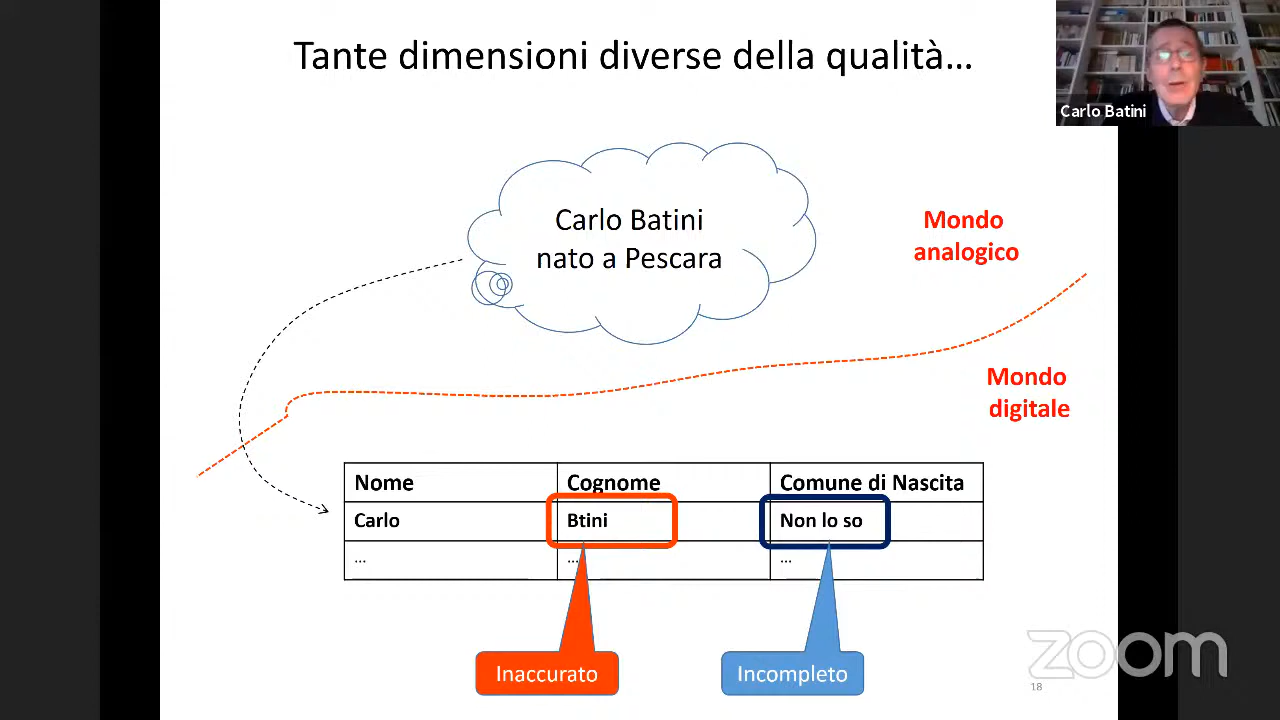 Tante dimensioni diverse della qualità...
Carlo Batini
Carlo Batini
nato a Pescara
Mondo
analogico
Mondo
digitale
Nome Cognome Comune di Nascita
Carlo Btini Non lo so
... ... ...
Inaccurato Incompleto
zoom
18